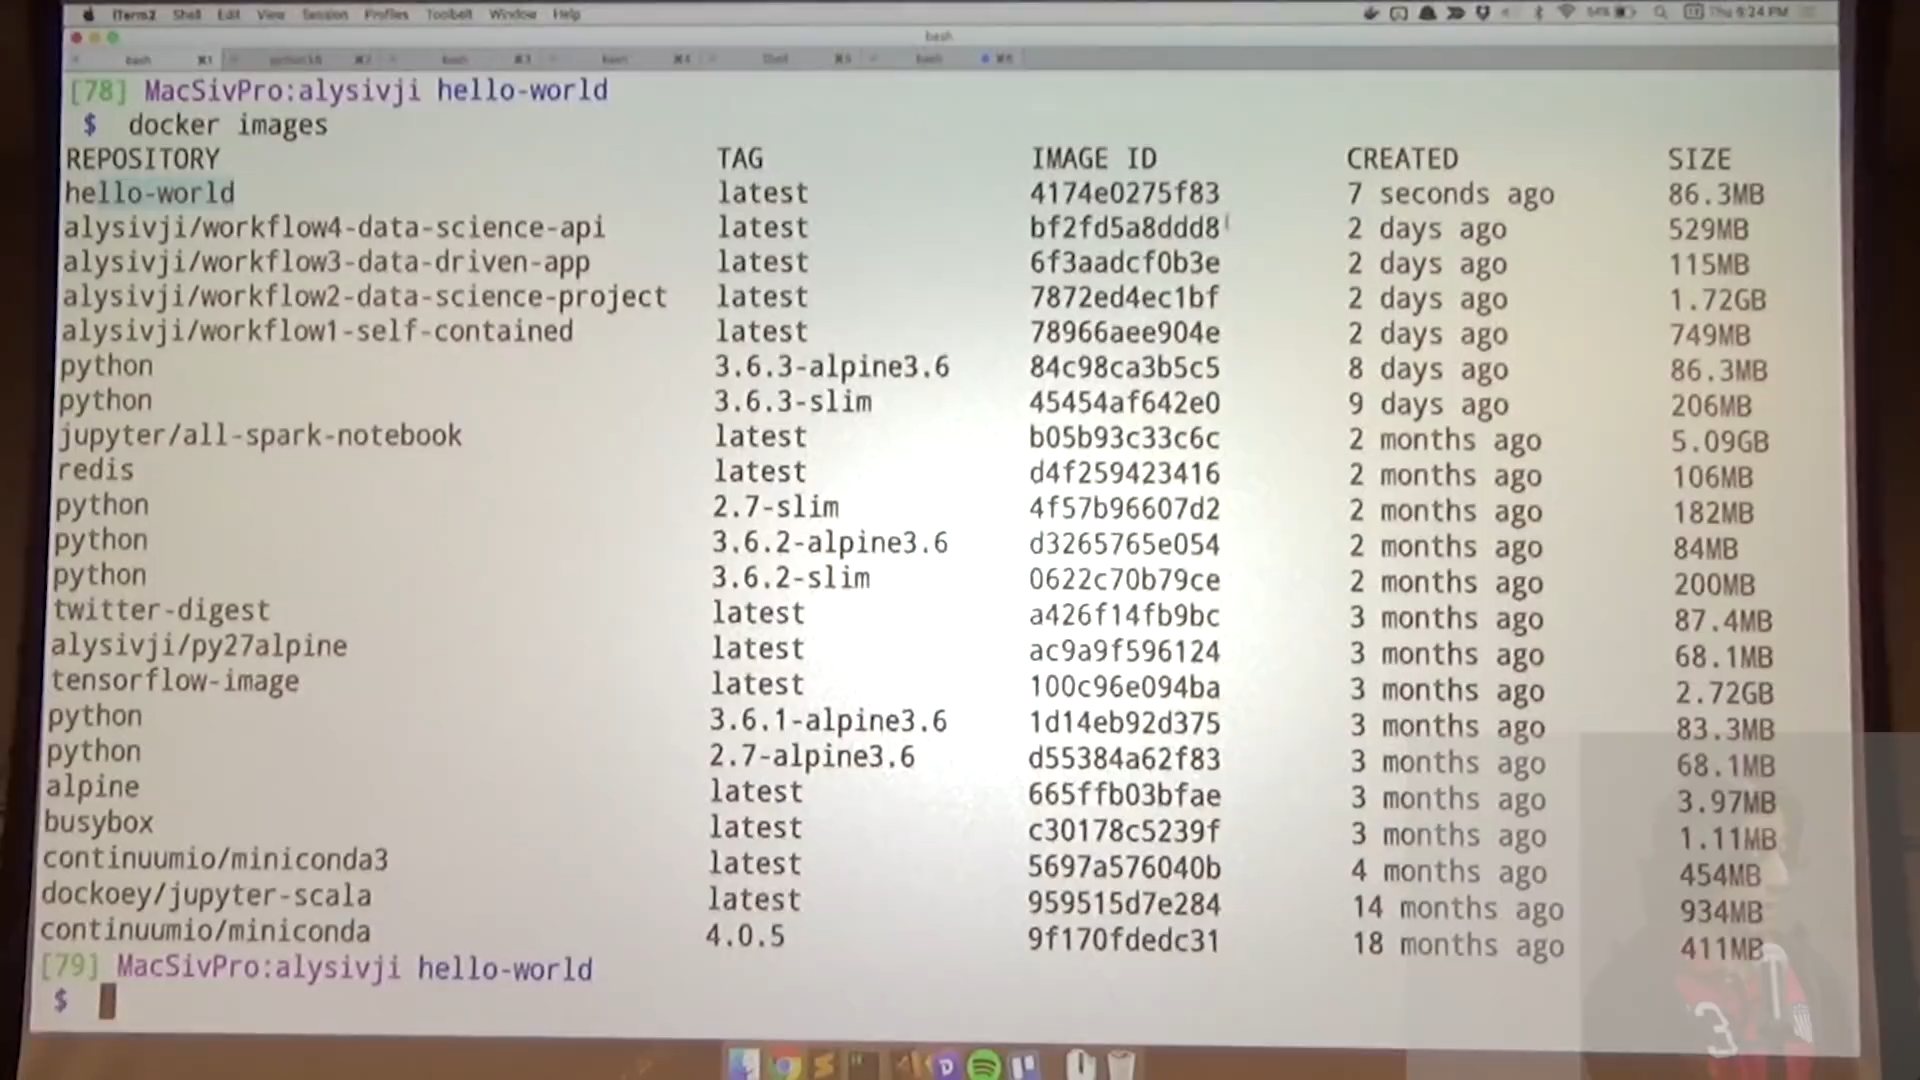 iTerm2 Shell Edit View Session Profiles Toolbelt Window Help
bash
[78] MacSivPro:alysivji hello-world
$ docker images
REPOSITORY TAG IMAGE ID CREATED SIZE
hello-world latest 4174e0275f83 7 seconds ago 86.3MB
alysivji/workflow4-data-science-api latest bf2fd5a8ddd8 2 days ago 529MB
alysivji/workflow3-data-driven-app latest 6f3aadcf0b3e 2 days ago 115MB
alysivji/workflow2-data-science-project latest 7872ed4ec1bf 2 days ago 1.72GB
alysivji/workflow1-self-contained latest 78966aee904e 2 days ago 749MB
python 3.6.3-alpine3.6 84c98ca3b5c5 8 days ago 86.3MB
python 3.6.3-slim 45454af642e0 9 days ago 206MB
jupyter/all-spark-notebook latest b05b93c33c6c 2 months ago 5.09GB
redis latest d4f259423416 2 months ago 106MB
python 2.7-slim 4f57b96607d2 2 months ago 182MB
python 3.6.2-alpine3.6 d3265765e054 2 months ago 84MB
python 3.6.2-slim 0622c70b79ce 2 months ago 200MB
twitter-digest latest a426f14fb9bc 3 months ago 87.4MB
alysivji/py27alpine latest ac9a9f596124 3 months ago 68.1MB
tensorflow-image latest 100c96e094ba 3 months ago 2.72GB
python 3.6.1-alpine3.6 1d14eb92d375 3 months ago 83.3MB
python 2.7-alpine3.6 d55384a62f83 3 months ago 68.1MB
alpine latest 665ffb03bfae 3 months ago 3.97MB
busybox latest c30178c5239f 3 months ago 1.11MB
continuumio/miniconda3 latest 5697a576040b 4 months ago 454MB
dockoey/jupyter-scala latest 959515d7e284 14 months ago 934MB
continuumio/miniconda 4.0.5 9f170fdedc31 18 months ago 411MB
[79] MacSivPro:alysivji hello-world
$